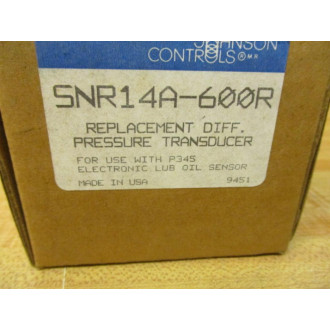 JOHNSON
CONTROLS®
SNR14A-600R
REPLACEMENT DIFF.
PRESSURE TRANSDUCER
FOR USE WITH P345
ELECTRONIC LUB OIL SENSOR
MADE IN USA 9451